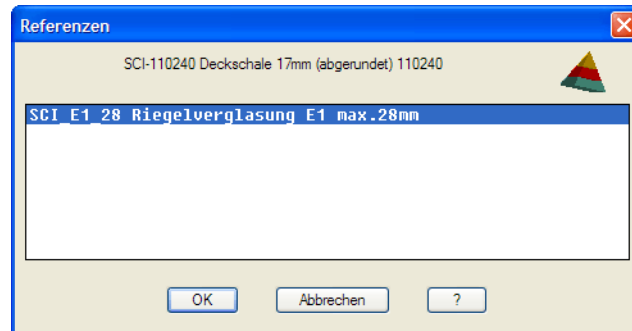 Referenzen
SCI-110240 Deckschale 17mm (abgerundet) 110240
SCI_E1_28 Riegelverglasung E1 max.28mm
OK Abbrechen ?